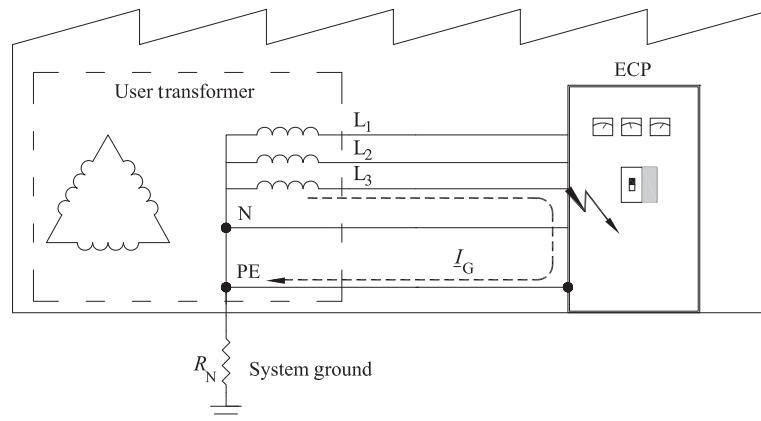 ECP
User transformer
L1
L2
L3
N
PE
IG
RN
System ground